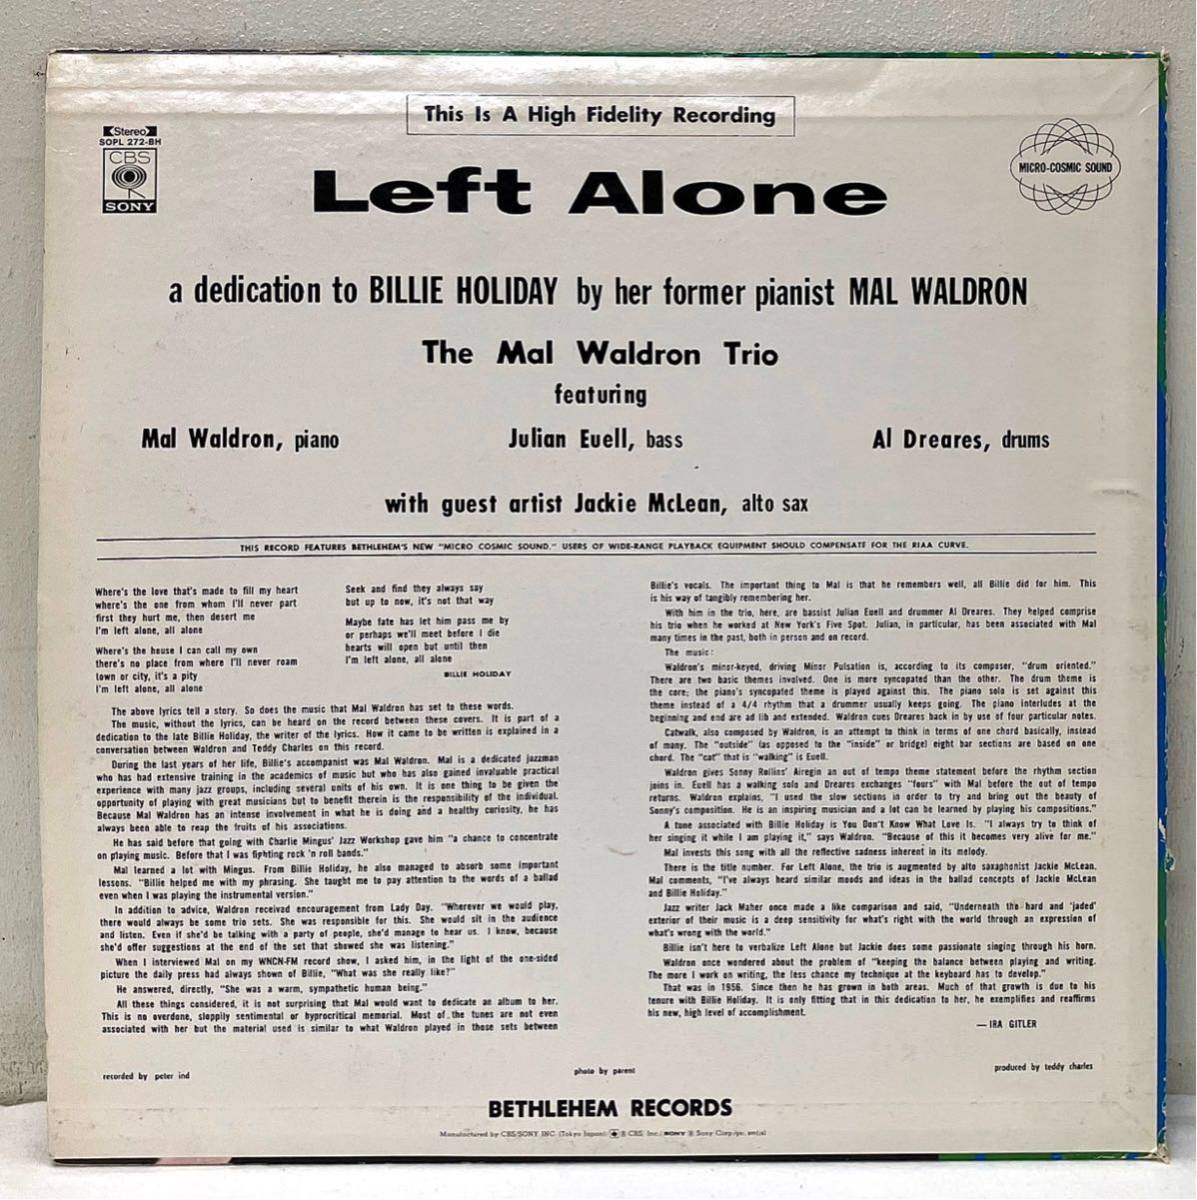 This Is A High Fidelity Recording
Stereo
SOPL 272-BH
CBS
SONY
MICRO-COSMIC SOUND
Left Alone
a dedication to BILLIE HOLIDAY by her former pianist MAL WALDRON
The Mal Waldron Trio
featuring
Mal Waldron, piano
Julian Euell, bass
Al Dreares, drums
with guest artist Jackie McLean, alto sax
THIS RECORD FEATURES BETHLEHEM'S NEW "MICRO COSMIC SOUND." USERS OF WIDE-RANGE PLAYBACK EQUIPMENT SHOULD COMPENSATE FOR THE RIAA CURVE.
Where's the love that's made to fill my heart
where's the one from whom I'll never part
first they hurt me, then desert me
I'm left alone, all alone
Where's the house I can call my own
there's no place from where I'll never roam
town or city, it's a pity
I'm left alone, all alone
Seek and find they always say
but up to now, it's not that way
Maybe fate has let him pass me by
or perhaps we'll meet before I die
hearts will open but until then
I'm left alone, all alone
BILLIE HOLIDAY
The above lyrics tell a story. So does the music that Mal Waldron has set to these words.
The music, without the lyrics, can be heard on the record between these covers. It is part of a
dedication to the late Billie Holiday, the writer of the lyrics. How it came to be written is explained in a
conversation between Waldron and Teddy Charles on this record.
During the last years of her life, Billie's accompanist was Mal Waldron. Mal is a dedicated jazzman
who has had extensive training in the academics of music but who has also gained invaluable practical
experience with many jazz groups, including several units of his own. It is one thing to be given the
opportunity of playing with great musicians but to benefit therein is the responsibility of the individual.
Because Mal Waldron has an intense involvement in what he is doing and a healthy curiosity, he has
always been able to reap the fruits of his associations.
He has said before that going with Charlie Mingus' Jazz Workshop gave him "a chance to concentrate
on playing music. Before that I was fighting rock 'n roll bands."
Mal learned a lot with Mingus. From Billie Holiday, he also managed to absorb some important
lessons. "Billie helped me with my phrasing. She taught me to pay attention to the words of a ballad
even when I was playing the instrumental version."
In addition to advice, Waldron received encouragement from Lady Day. "Wherever we would play,
there would always be some trio sets. She was responsible for this. She would sit in the audience
and listen. Even if she'd be talking with a party of people, she'd manage to hear us. I know, because
she'd offer suggestions at the end of the set that showed she was listening."
When I interviewed Mal on my WNCN-FM record show, I asked him, in the light of the one-sided
picture the daily press had always shown of Billie, "What was she really like?"
He answered, directly, "She was a warm, sympathetic human being."
All these things considered, it is not surprising that Mal would want to dedicate an album to her.
This is no overdone, sloppily sentimental or hyprocritical memorial. Most of the tunes are not even
associated with her but the material used is similar to what Waldron played in those sets between
Billie's vocals. The important thing to Mal is that he remembers well, all Billie did for him. This
is his way of tangibly remembering her.
With him in the trio, here, are bassist Julian Euell and drummer Al Dreares. They helped comprise
his trio when he worked at New York's Five Spot. Julian, in particular, has been associated with Mal
many times in the past, both in person and on record.
The music:
Waldron's minor-keyed, driving Minor Pulsation is, according to its composer, "drum oriented."
There are two basic themes involved. One is more syncopated than the other. The drum theme is
the core; the piano's syncopated theme is played against this. The piano solo is set against this
theme instead of a 4/4 rhythm that a drummer usually keeps going. The piano interludes at the
beginning and end are ad lib and extended. Waldron cues Dreares back in by use of four particular notes.
Catwalk, also composed by Waldron, is an attempt to think in terms of one chord basically, instead
of many. The "outside" (as opposed to the "inside" or bridge) eight bar sections are based on one
chord. The "cat" that is "walking" is Euell.
Waldron gives Sonny Rollins' Airegin an out of tempo theme statement before the rhythm section
joins in. Euell has a walking solo and Dreares exchanges "fours" with Mal before the out of tempo
returns. Waldron explains, "I used the slow sections in order to try and bring out the beauty of
Sonny's composition. He is an inspiring musician and a lot can be learned by playing his compositions."
A tune associated with Billie Holiday is You Don't Know What Love Is. "I always try to think of
her singing it while I am playing it," says Waldron. "Because of this it becomes very alive for me."
Mal invests this song with all the reflective sadness inherent in its melody.
There is the title number. For Left Alone, the trio is augmented by alto saxophonist Jackie McLean.
Mal comments, "I've always heard similar moods and ideas in the ballad concepts of Jackie McLean
and Billie Holiday."
Jazz writer Jack Maher once made a like comparison and said, "Underneath the hard and 'jaded'
exterior of their music is a deep sensitivity for what's right with the world through an expression of
what's wrong with the world."
Billie isn't here to verbalize Left Alone but Jackie does some passionate singing through his horn.
Waldron once wondered about the problem of "keeping the balance between playing and writing.
The more I work on writing, the less chance my technique at the keyboard has to develop."
That was in 1956. Since then he has grown in both areas. Much of that growth is due to his
tenure with Billie Holiday. It is only fitting that in this dedication to her, he exemplifies and reaffirms
his new, high level of accomplishment.
—IRA GITLER
recorded by peter ind
photo by parent
produced by teddy charles
BETHLEHEM RECORDS
Manufactured by CBS/SONY INC. (Tokyo Japan)/ ® CBS. Inc./ SONY ® Sony Corp.